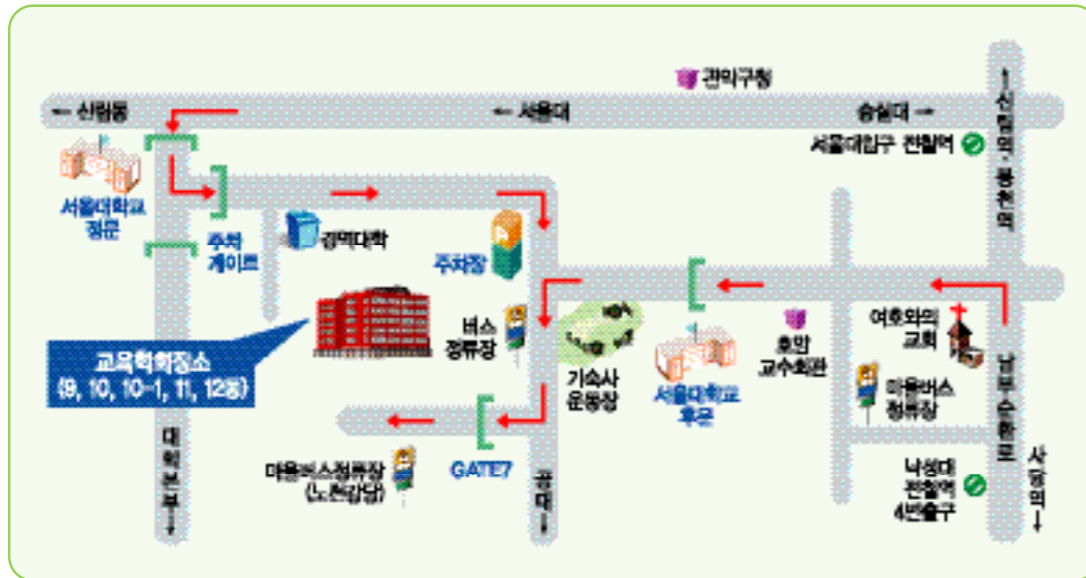 관악구청
← 신림동
← 서울대
숭실대 →
서울대입구 전철역
서울대학교
정문
주차
게이트
경영대학
주차장
버스
정류장
교육학회장소
(9, 10, 10-1, 11, 12동)
기숙사
운동장
서울대학교
후문
호암
교수회관
여호와의
교회
마을버스
정류장
남부순환로
낙성대
전철역
4번출구
사당역 →
마을버스정류장
(노천강당)
GATE7
대학본부 →
공대 →